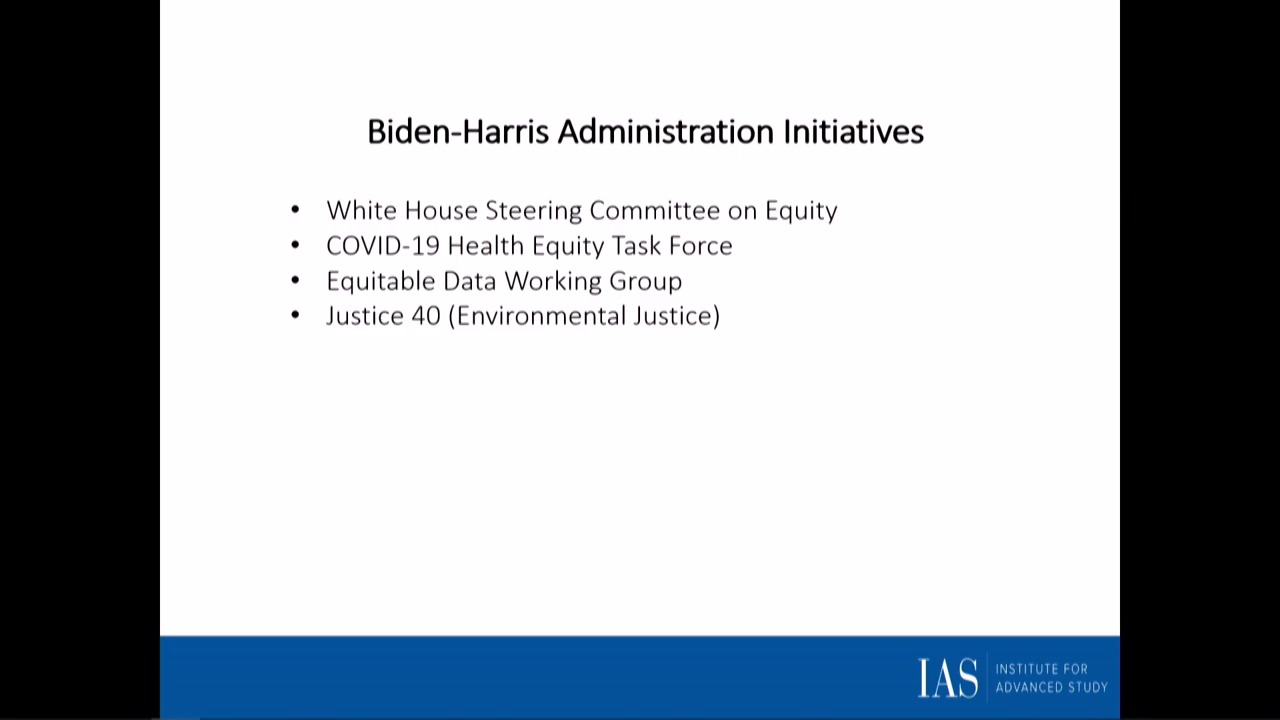 Biden-Harris Administration Initiatives
• White House Steering Committee on Equity
• COVID-19 Health Equity Task Force
• Equitable Data Working Group
• Justice 40 (Environmental Justice)
IAS
INSTITUTE FOR
ADVANCED STUDY